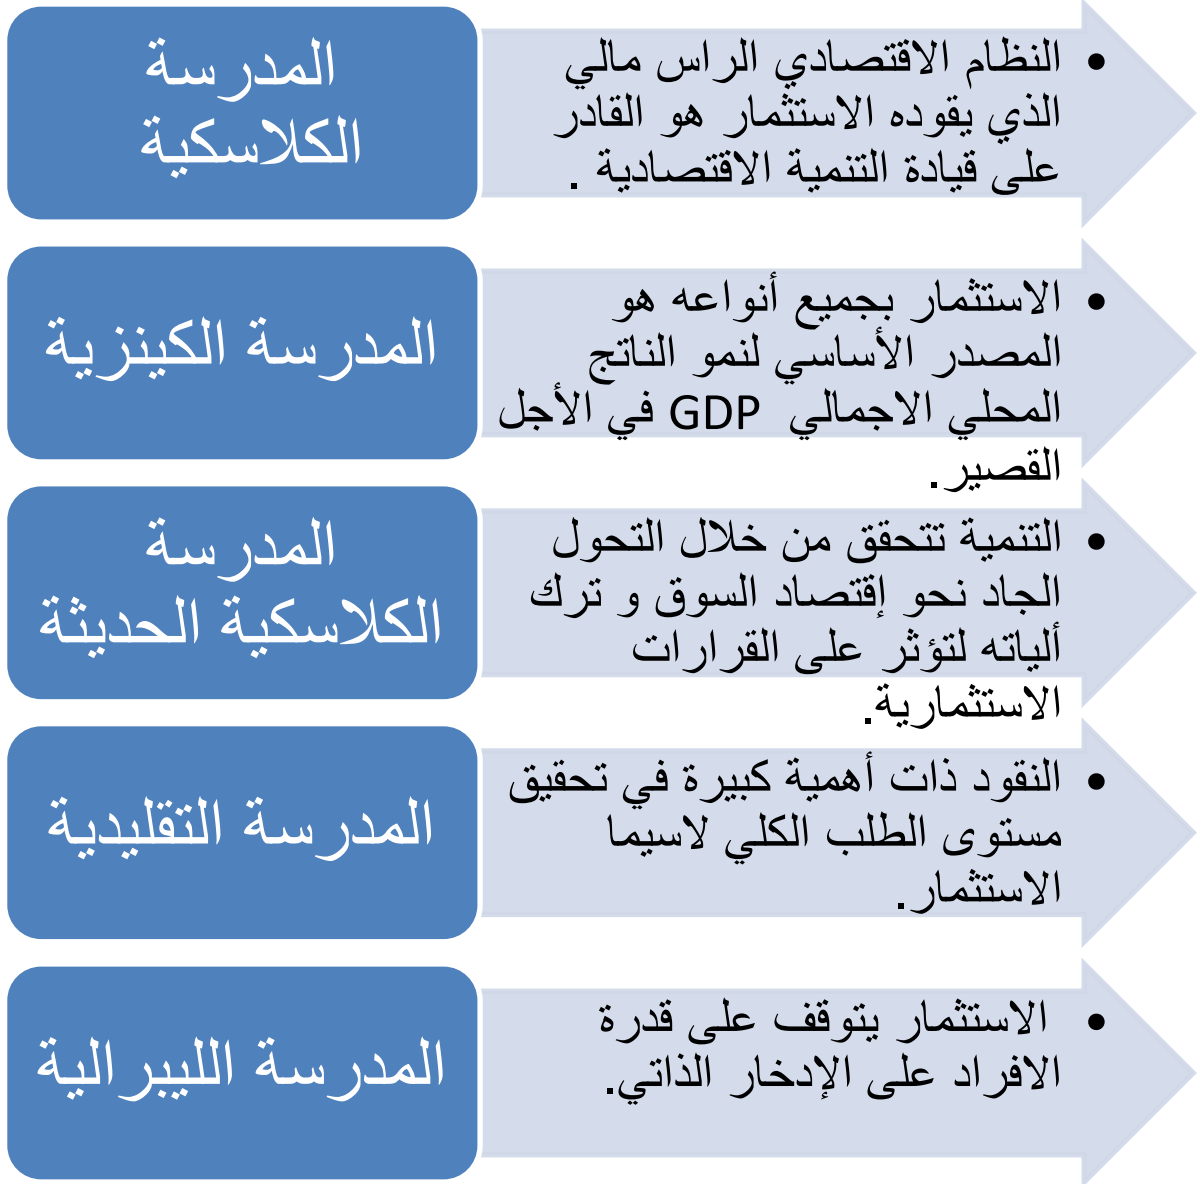 المدرسة
الكلاسكية
• النظام الاقتصادي الراس مالي
الذي يقوده الاستثمار هو القادر
على قيادة التنمية الاقتصادية .
المدرسة الكينزية
• الاستثمار بجميع أنواعه هو
المصدر الأساسي لنمو الناتج
المحلي الاجمالي GDP في الأجل
القصير.
المدرسة
الكلاسكية الحديثة
• التنمية تتحقق من خلال التحول
الجاد نحو إقتصاد السوق و ترك
ألياته لتؤثر على القرارات
الاستثمارية.
المدرسة التقليدية
• النقود ذات أهمية كبيرة في تحقيق
مستوى الطلب الكلي لاسيما
الاستثمار.
المدرسة الليبرالية
• الاستثمار يتوقف على قدرة
الافراد على الإدخار الذاتي.